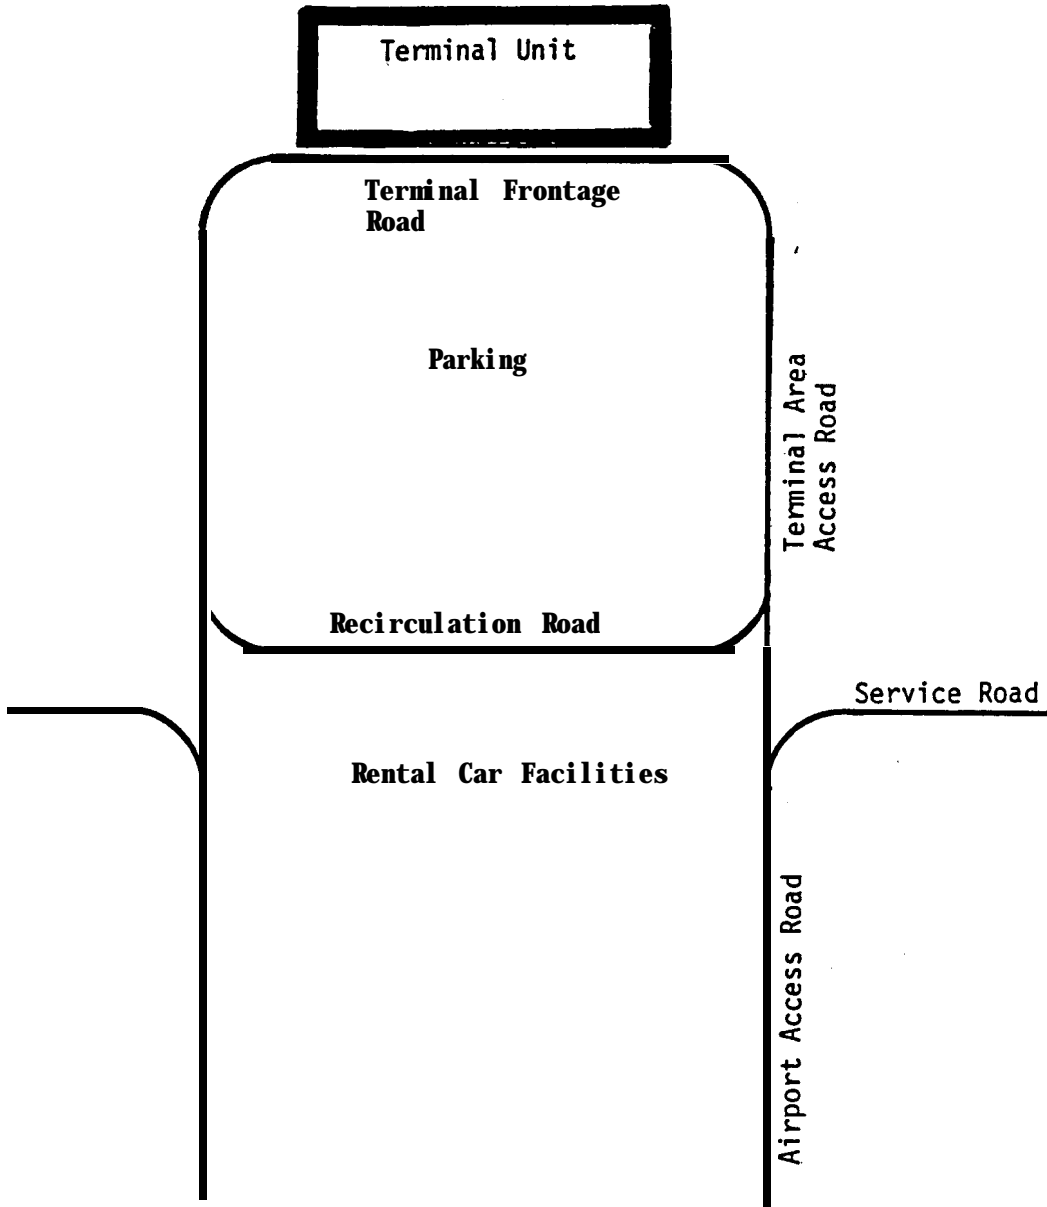 Terminal Unit
Terminal Frontage
Road
Parking
Terminal Area
Access Road
Recirculation Road
Service Road
Rental Car Facilities
Airport Access Road